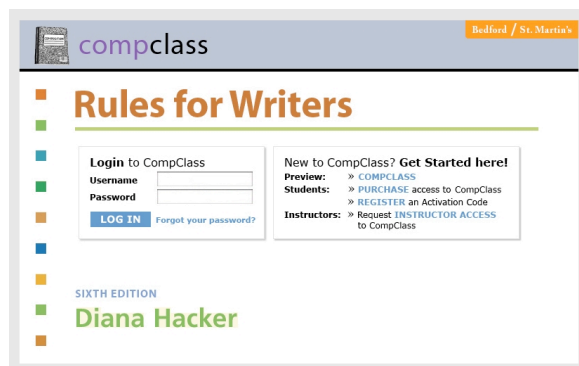 Bedford / St. Martin's
compclass
Rules for Writers
Login to CompClass
Username
Password
LOG IN Forgot your password?
New to CompClass? Get Started here!
Preview: » COMPCLASS
Students: » PURCHASE access to CompClass
» REGISTER an Activation Code
Instructors: » Request INSTRUCTOR ACCESS
to CompClass
SIXTH EDITION
Diana Hacker